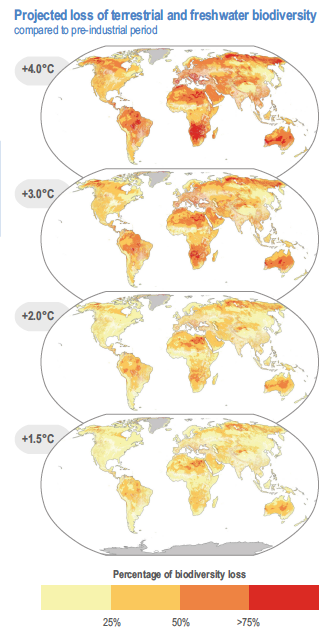 Projected loss of terrestrial and freshwater biodiversity
compared to pre-industrial period
+4.0°C
+3.0°C
+2.0°C
+1.5°C
Percentage of biodiversity loss
25% 50% >75%